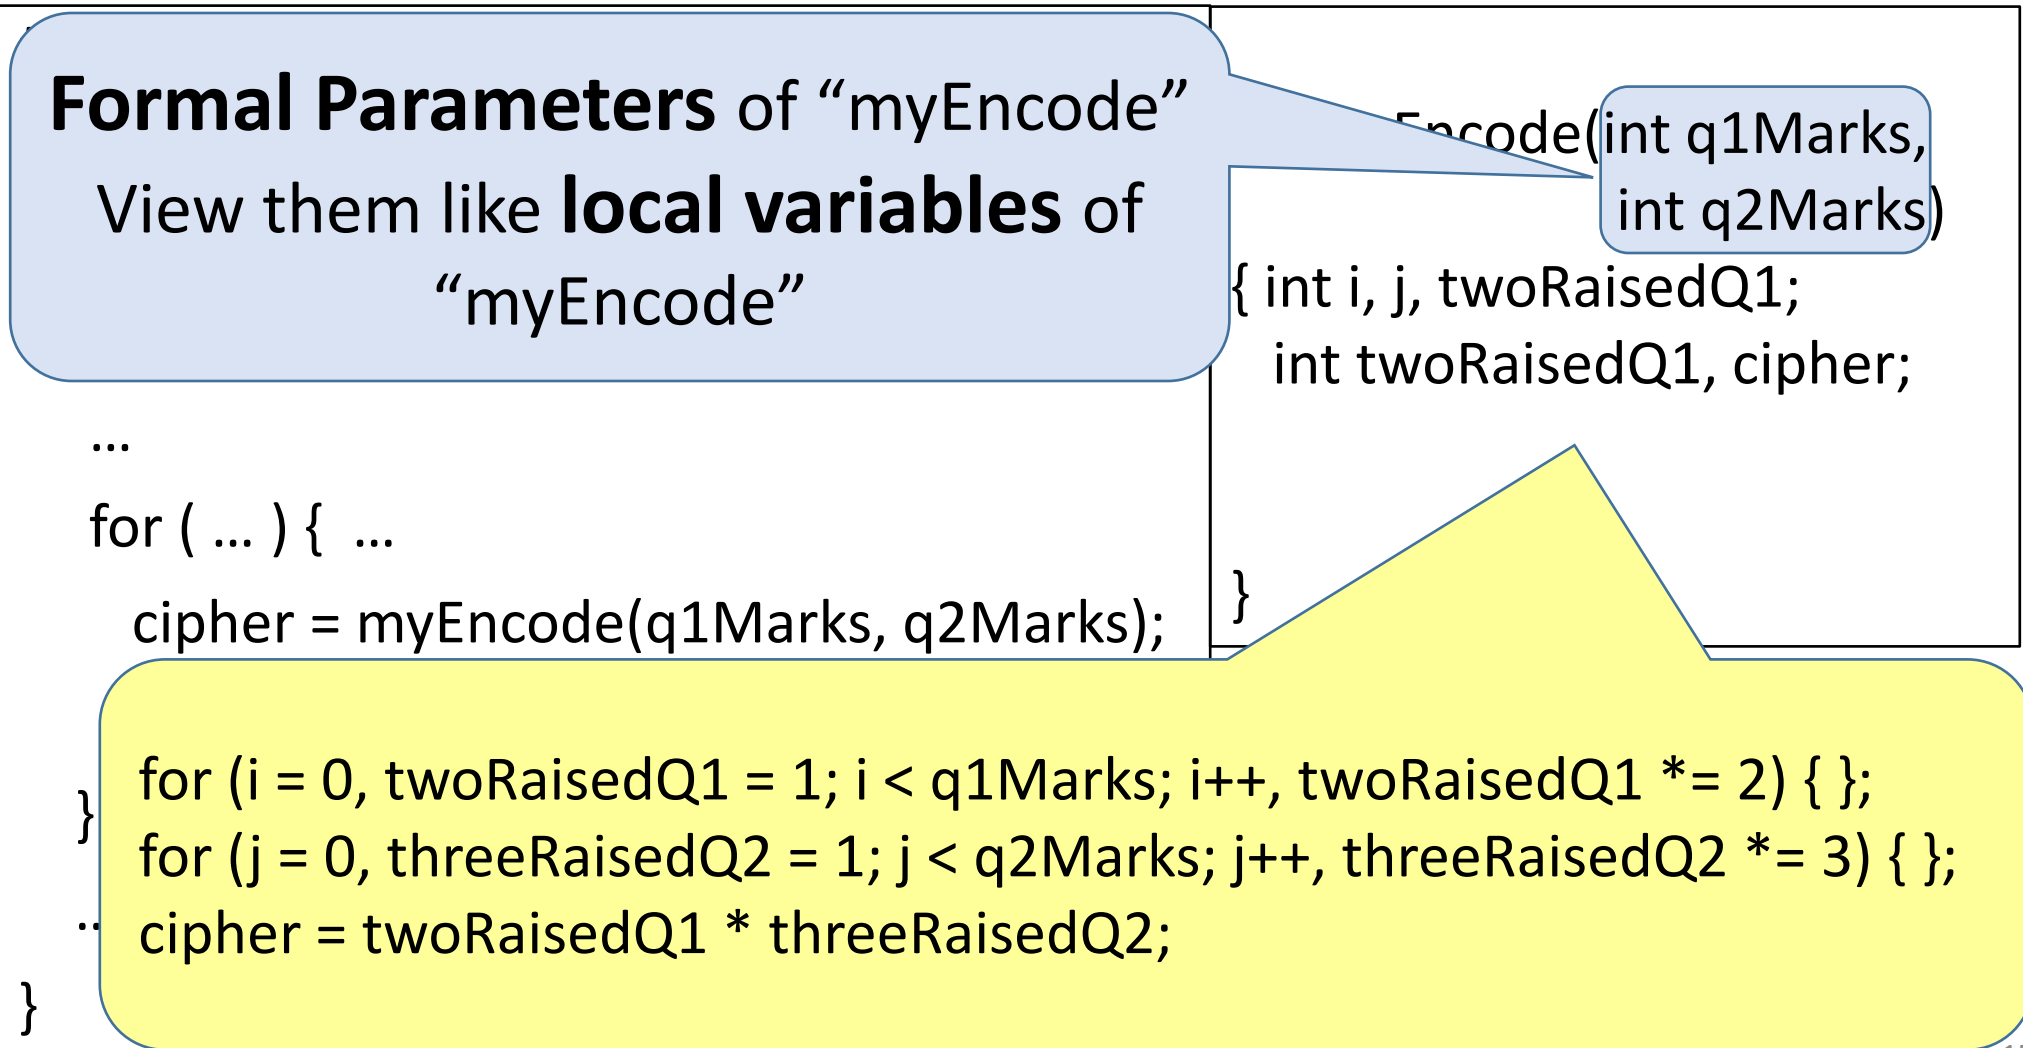 Formal Parameters of “myEncode”
View them like local variables of
“myEncode”
…
for ( … ) {  …
cipher = myEncode(q1Marks, q2Marks);
}
}
Encode(int q1Marks,
int q2Marks)
{ int i, j, twoRaisedQ1;
int twoRaisedQ1, cipher;
}
for (i = 0, twoRaisedQ1 = 1; i < q1Marks; i++, twoRaisedQ1 *= 2) { };
for (j = 0, threeRaisedQ2 = 1; j < q2Marks; j++, threeRaisedQ2 *= 3) { };
cipher = twoRaisedQ1 * threeRaisedQ2;